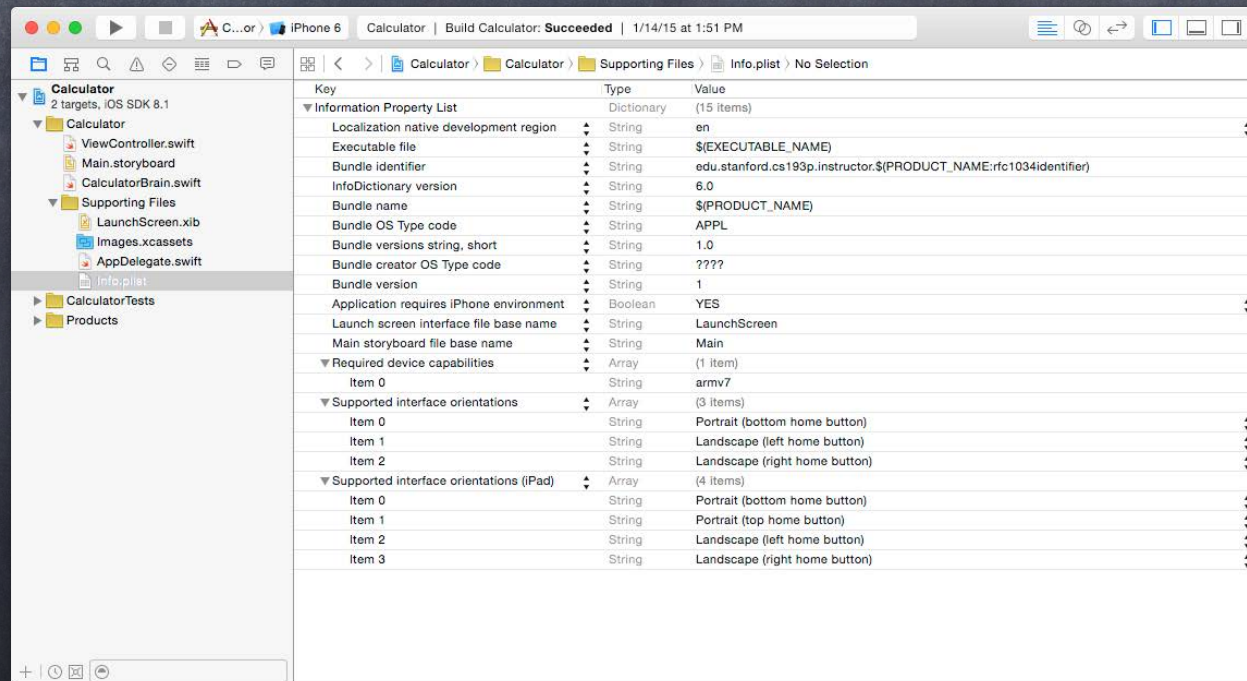 C...or 〉 iPhone 6 Calculator | Build Calculator: Succeeded | 1/14/15 at 1:51 PM
Calculator 〉 Calculator 〉 Supporting Files 〉 Info.plist 〉 No Selection
Calculator
2 targets, iOS SDK 8.1
Calculator
ViewController.swift
Main.storyboard
CalculatorBrain.swift
Supporting Files
LaunchScreen.xib
Images.xcassets
AppDelegate.swift
Info.plist
CalculatorTests
Products
Key Type Value
Information Property List Dictionary (15 items)
Localization native development region String en
Executable file String $(EXECUTABLE_NAME)
Bundle identifier String edu.stanford.cs193p.instructor.$(PRODUCT_NAME:rfc1034identifier)
InfoDictionary version String 6.0
Bundle name String $(PRODUCT_NAME)
Bundle OS Type code String APPL
Bundle versions string, short String 1.0
Bundle creator OS Type code String ????
Bundle version String 1
Application requires iPhone environment Boolean YES
Launch screen interface file base name String LaunchScreen
Main storyboard file base name String Main
Required device capabilities Array (1 item)
Item 0 String armv7
Supported interface orientations Array (3 items)
Item 0 String Portrait (bottom home button)
Item 1 String Landscape (left home button)
Item 2 String Landscape (right home button)
Supported interface orientations (iPad) Array (4 items)
Item 0 String Portrait (bottom home button)
Item 1 String Portrait (top home button)
Item 2 String Landscape (left home button)
Item 3 String Landscape (right home button)